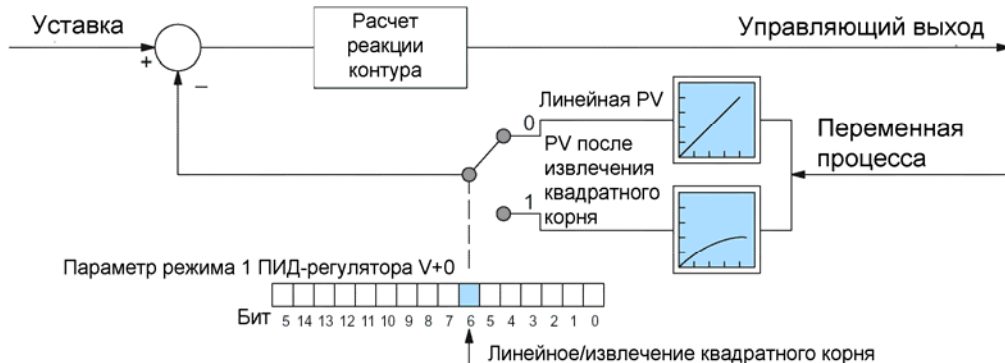 Уставка
+
−
Расчет
реакции
контура
Управляющий выход
Линейная PV
0
PV после
извлечения
квадратного
корня
1
Переменная
процесса
Параметр режима 1 ПИД-регулятора V+0
Бит
5 14 13 12 11 10 9 8 7 6 5 4 3 2 1 0
Линейное/извлечение квадратного корня